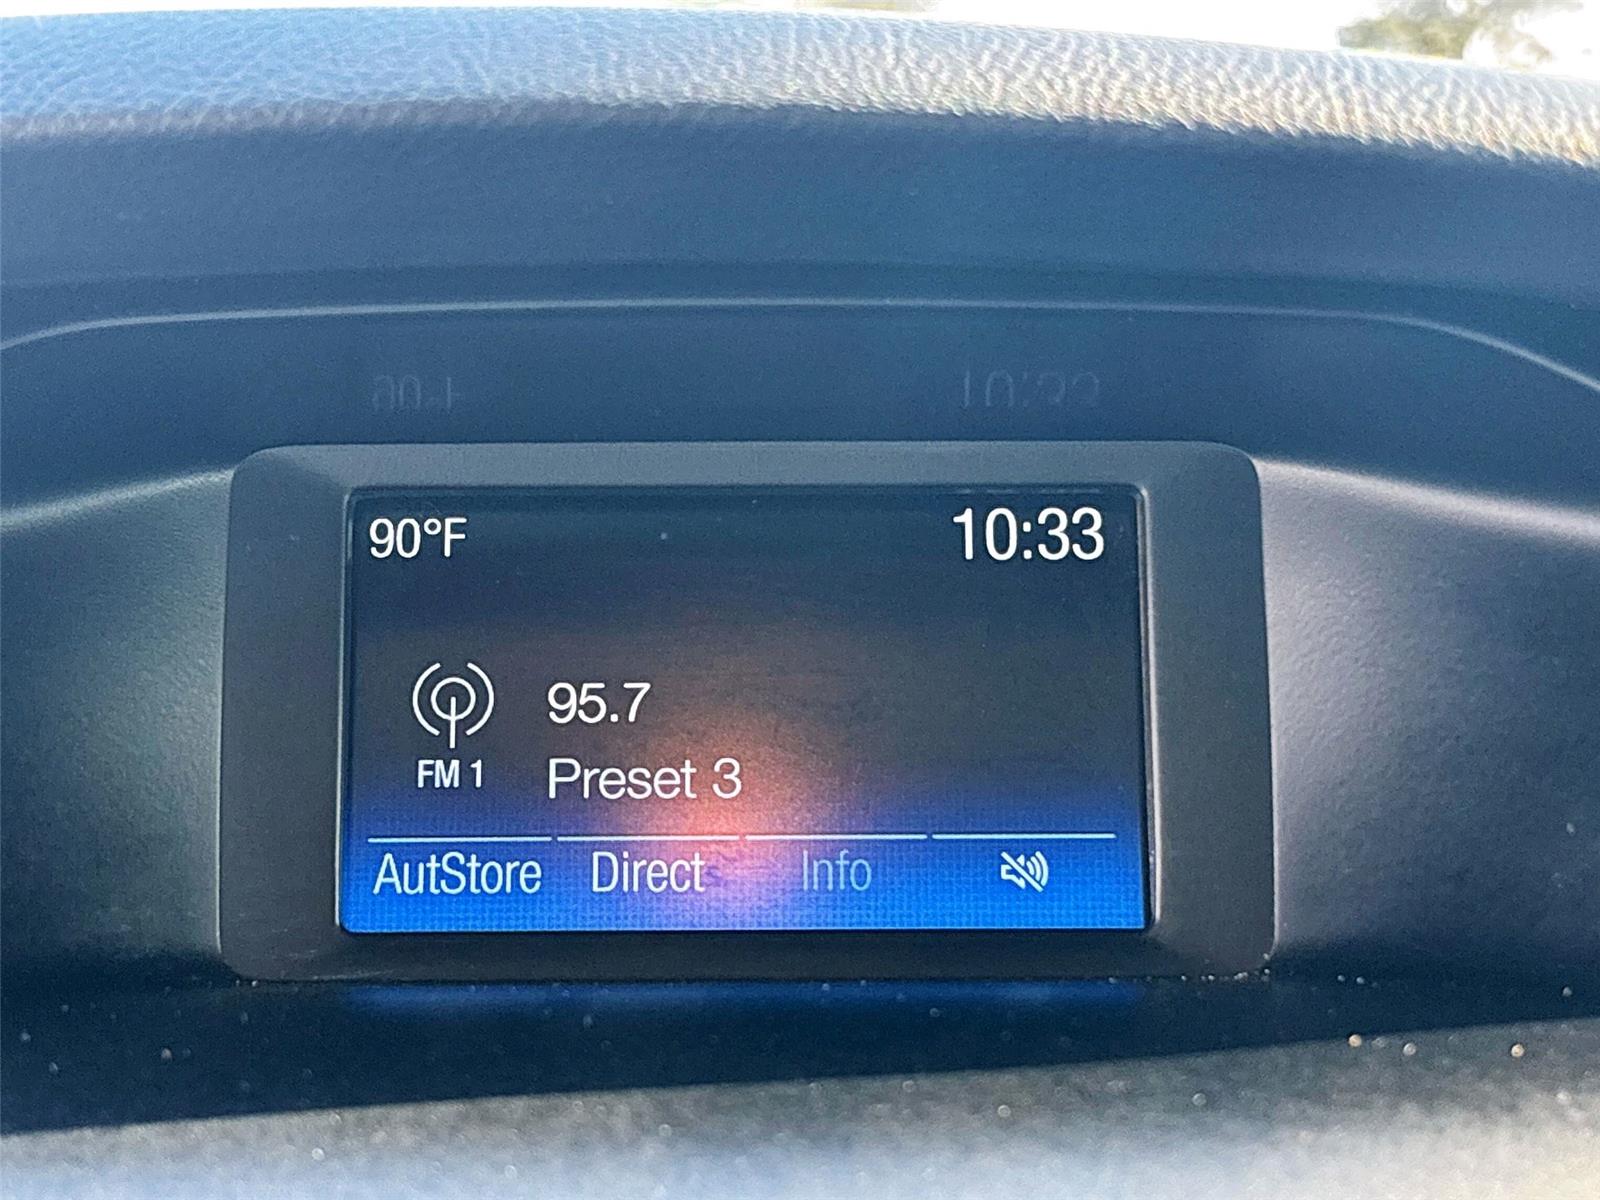 90°F 10:33
95.7
FM 1 Preset 3
AutStore Direct Info